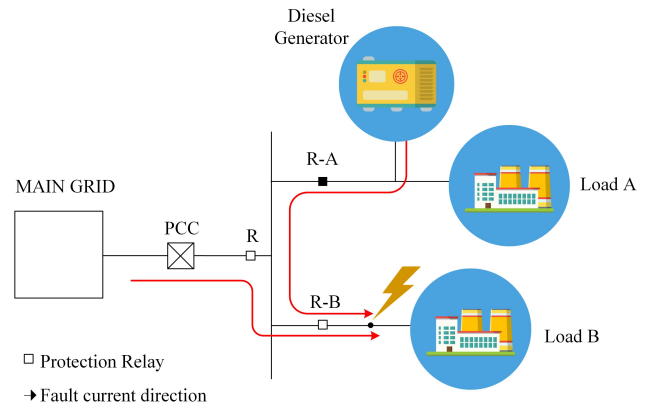 Diesel
Generator
R-A
MAIN GRID
Load A
PCC
R
R-B
Load B
Protection Relay
Fault current direction